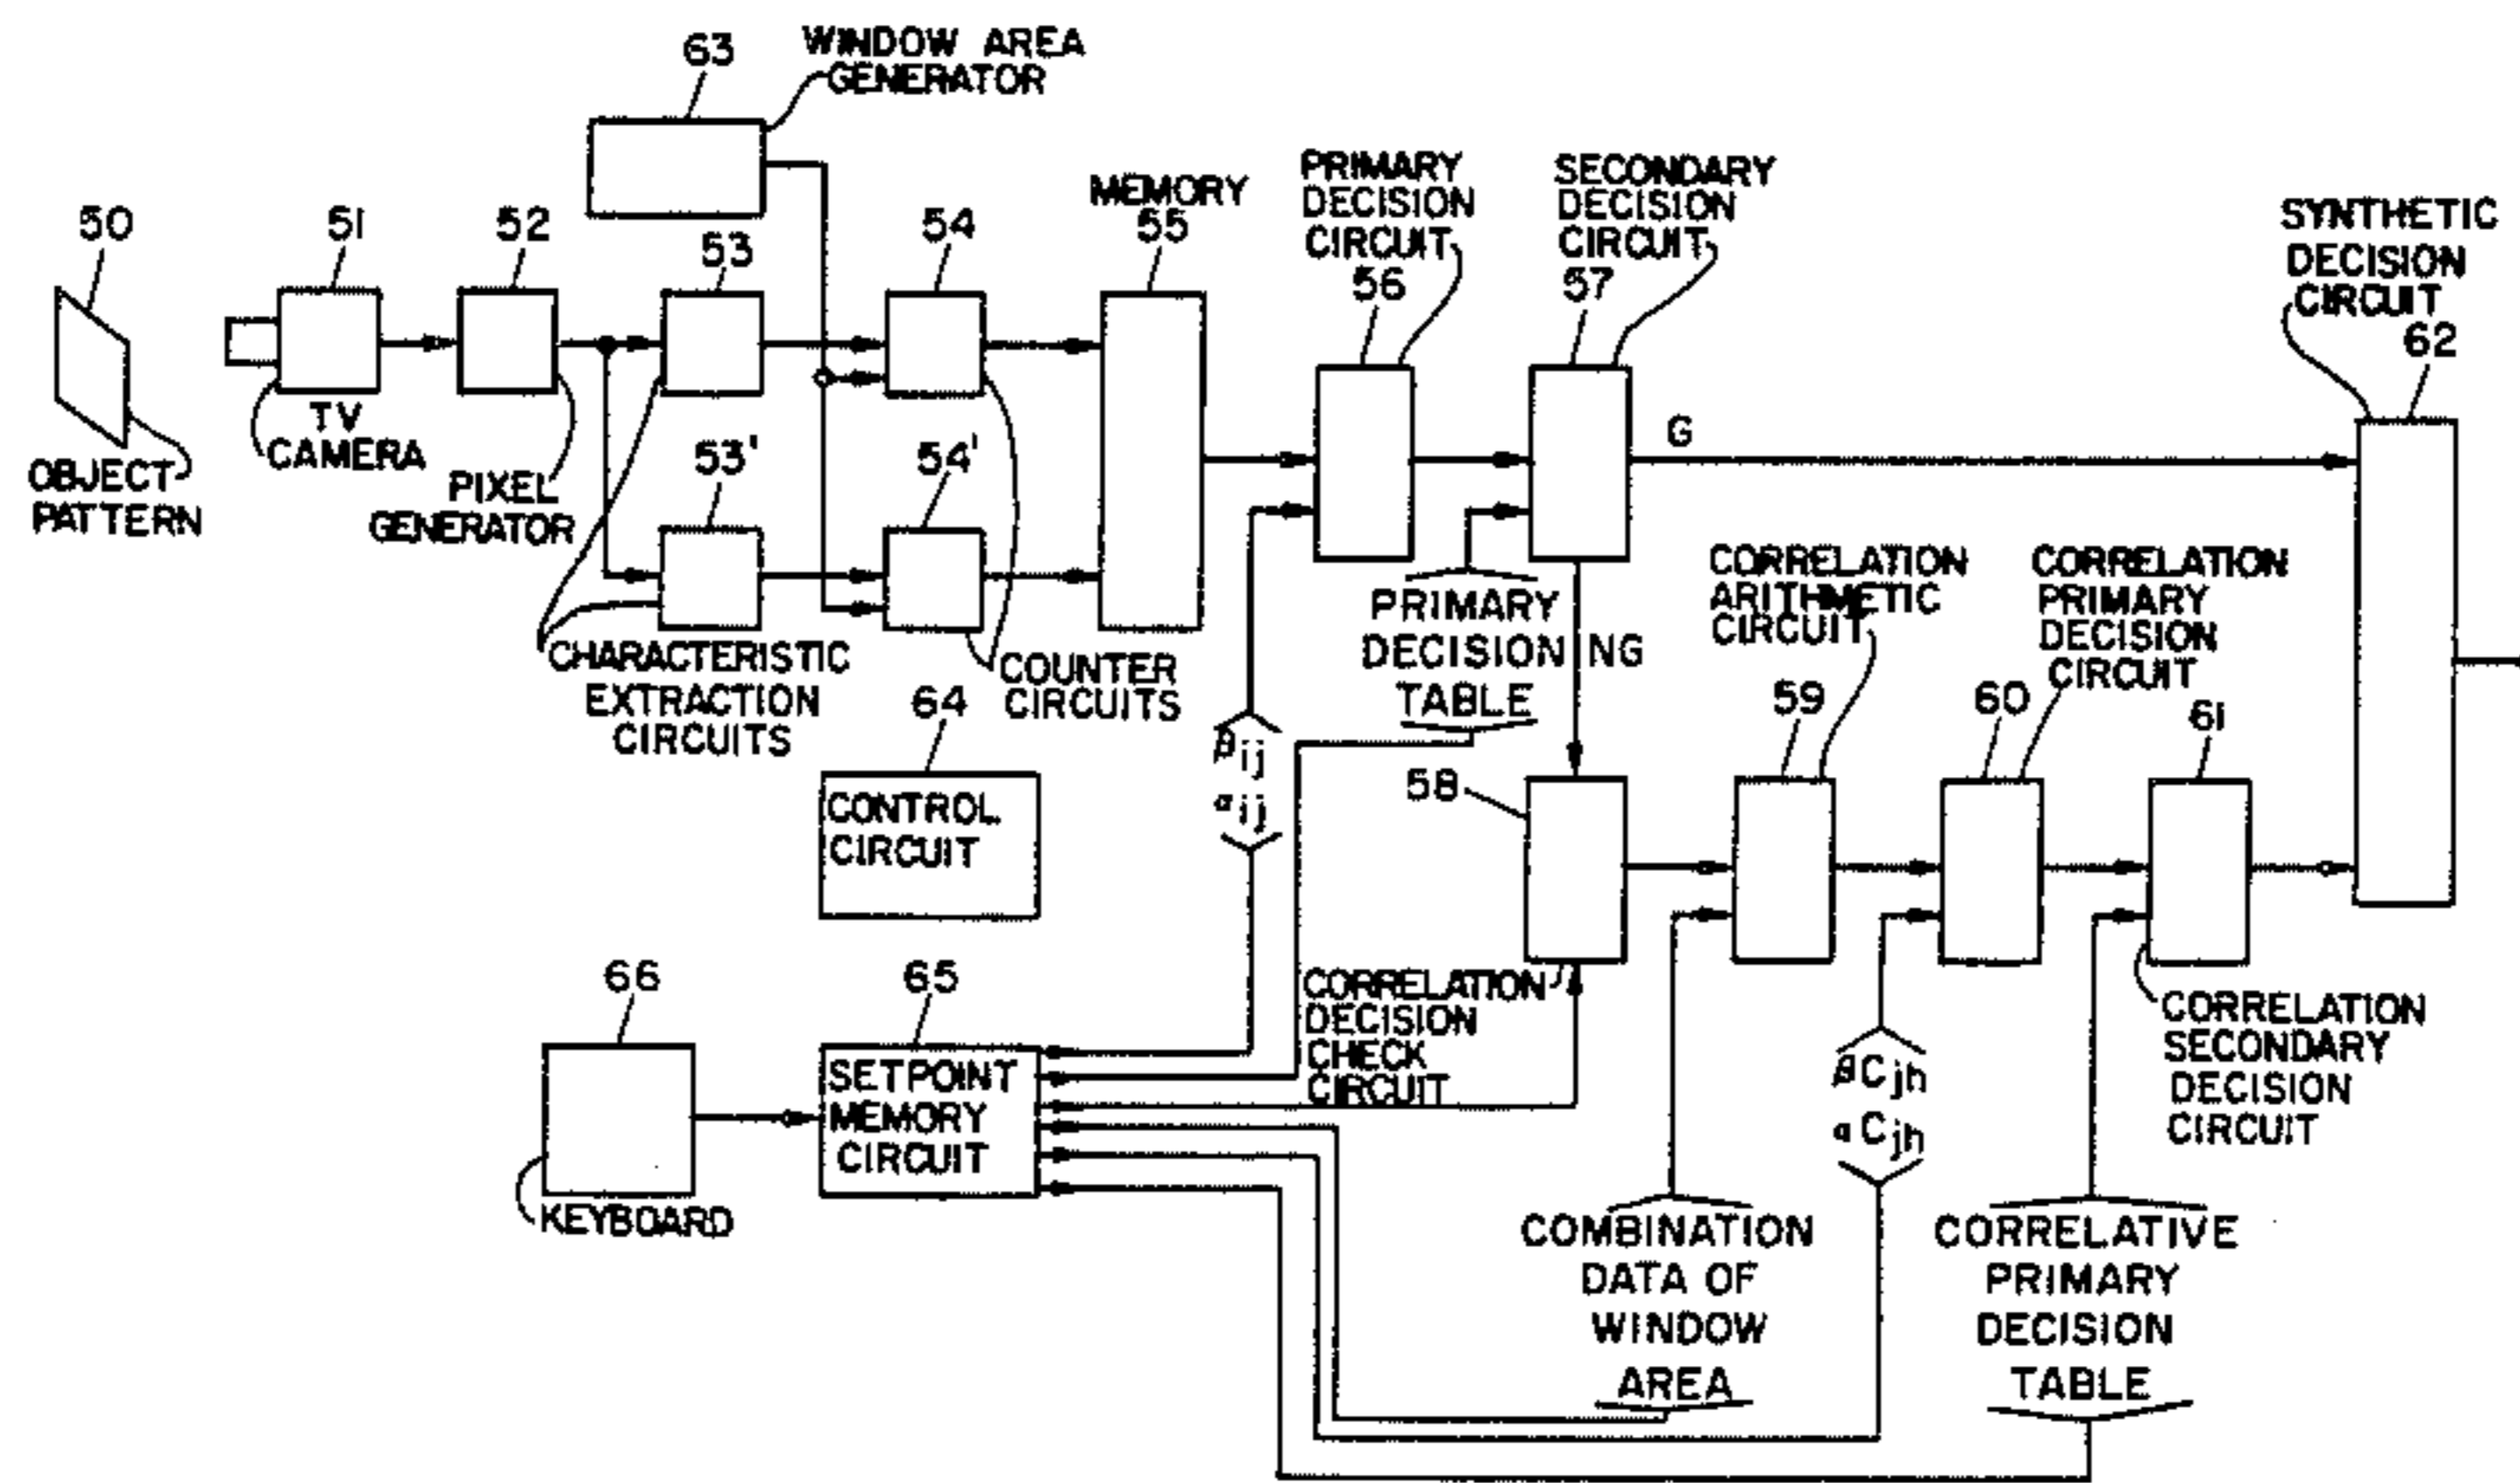 63
WINDOW AREA
GENERATOR
50
51
52
53
54
MEMORY
55
PRIMARY
DECISION
CIRCUIT
56
SECONDARY
DECISION
CIRCUIT
57
SYNTHETIC
DECISION
CIRCUIT
62
TV
CAMERA
OBJECT
PATTERN
PIXEL
GENERATOR
53'
54'
G
CHARACTERISTIC
EXTRACTION
CIRCUITS
COUNTER
CIRCUITS
PRIMARY
DECISION
TABLE
NG
CORRELATION
ARITHMETIC
CIRCUIT
59
CORRELATION
PRIMARY
DECISION
CIRCUIT
60
61
64
CONTROL
CIRCUIT
βij
αij
58
66
65
SETPOINT
MEMORY
CIRCUIT
KEYBOARD
CORRELATION
DECISION
CHECK
CIRCUIT
CORRELATION
SECONDARY
DECISION
CIRCUIT
βCjh
αCjh
COMBINATION
DATA OF
WINDOW
AREA
CORRELATIVE
PRIMARY
DECISION
TABLE